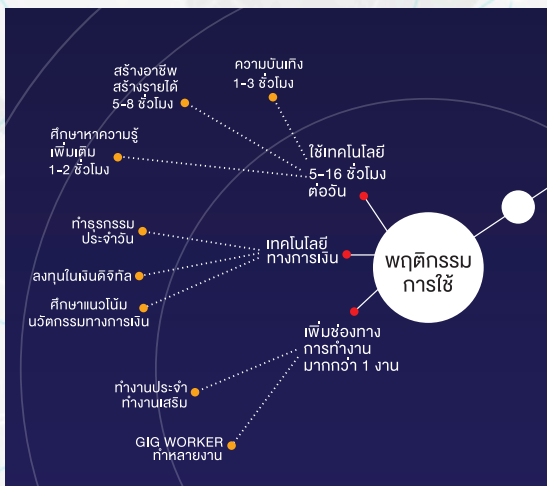 สร้างอาชีพ
สร้างรายได้
5-8 ชั่วโมง
ความบันเทิง
1-3 ชั่วโมง
ศึกษาหาความรู้
เพิ่มเติม
1-2 ชั่วโมง
ใช้เทคโนโลยี
5-16 ชั่วโมง
ต่อวัน
ทำธุรกรรม
ประจำวัน
ลงทุนในเงินดิจิทัล
ศึกษาแนวโน้ม
นวัตกรรมทางการเงิน
เทคโนโลยี
ทางการเงิน
พฤติกรรม
การใช้
เพิ่มช่องทาง
การทำงาน
มากกว่า 1 งาน
ทำงานประจำ
ทำงานเสริม
GIG WORKER
ทำหลายงาน